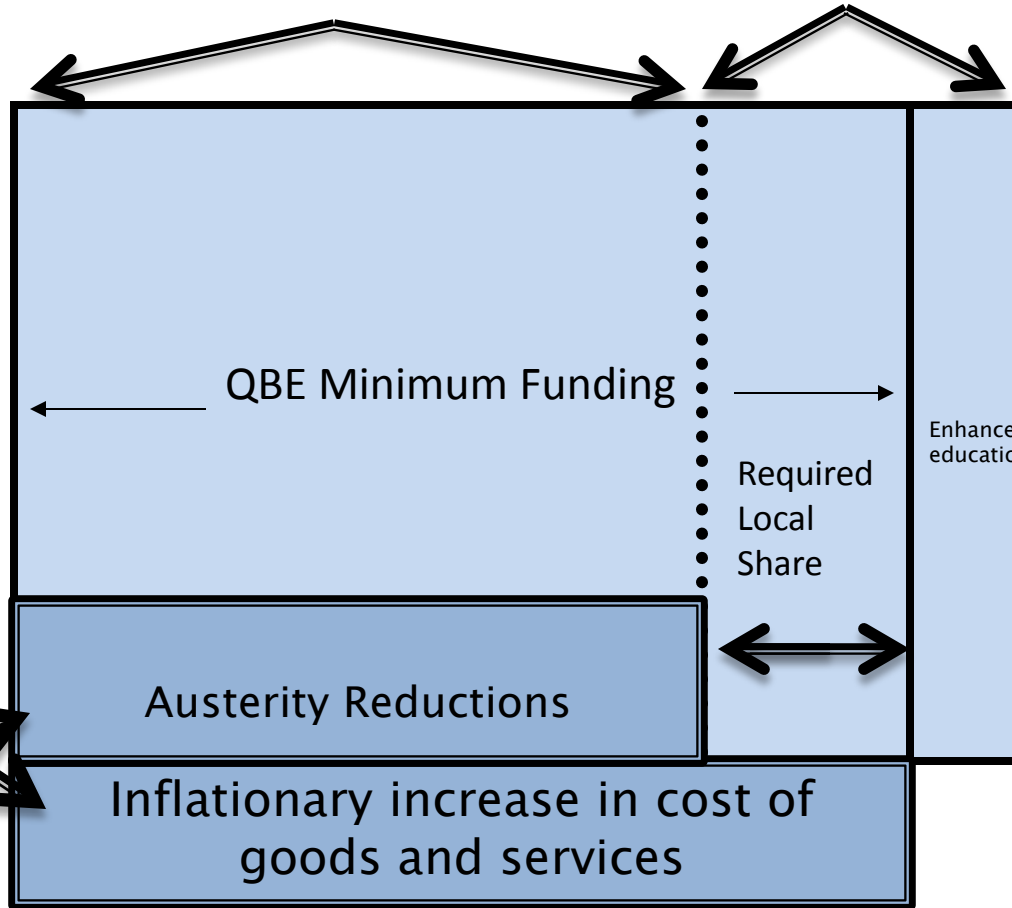 QBE Minimum Funding
Required
Local
Share
Austerity Reductions
Inflationary increase in cost of
goods and services